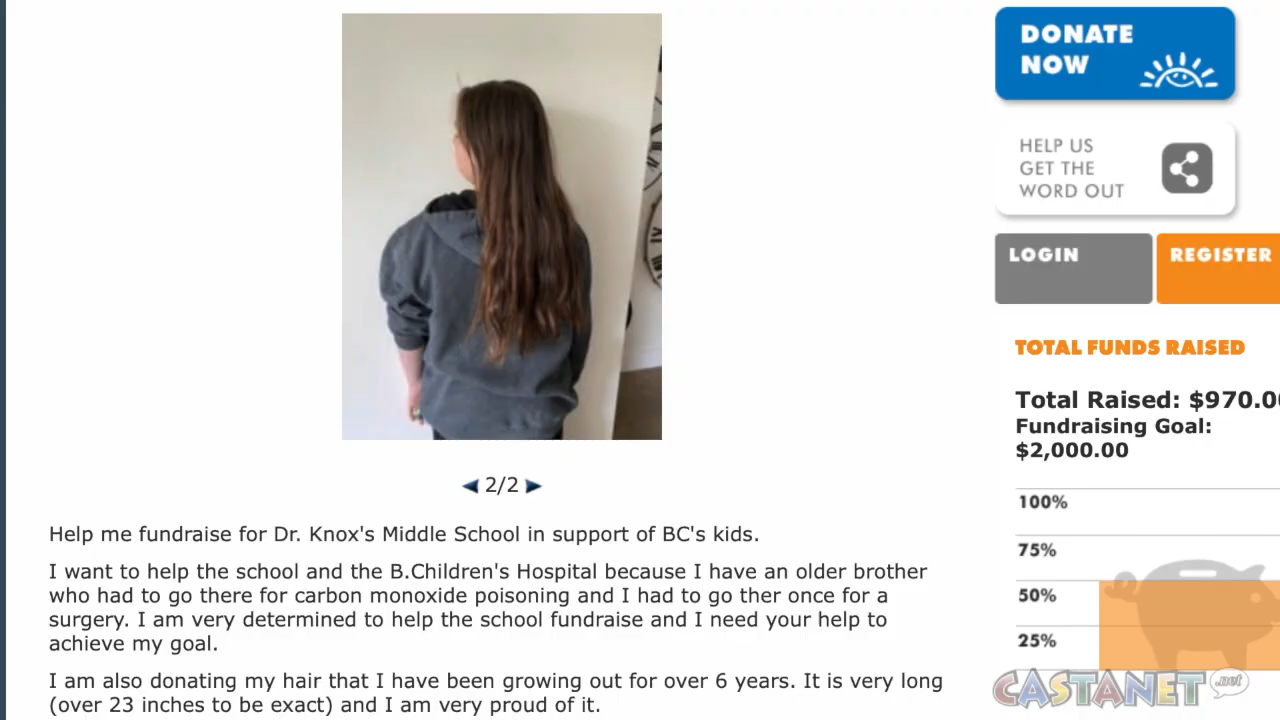 DONATE
NOW
HELP US
GET THE
WORD OUT
LOGIN
REGISTER
TOTAL FUNDS RAISED
Total Raised: $970.00
Fundraising Goal:
$2,000.00
100%
75%
50%
25%
2/2
Help me fundraise for Dr. Knox's Middle School in support of BC's kids.
I want to help the school and the B.Children's Hospital because I have an older brother
who had to go there for carbon monoxide poisoning and I had to go ther once for a
surgery. I am very determined to help the school fundraise and I need your help to
achieve my goal.
I am also donating my hair that I have been growing out for over 6 years. It is very long
(over 23 inches to be exact) and I am very proud of it.
CASTANET.net